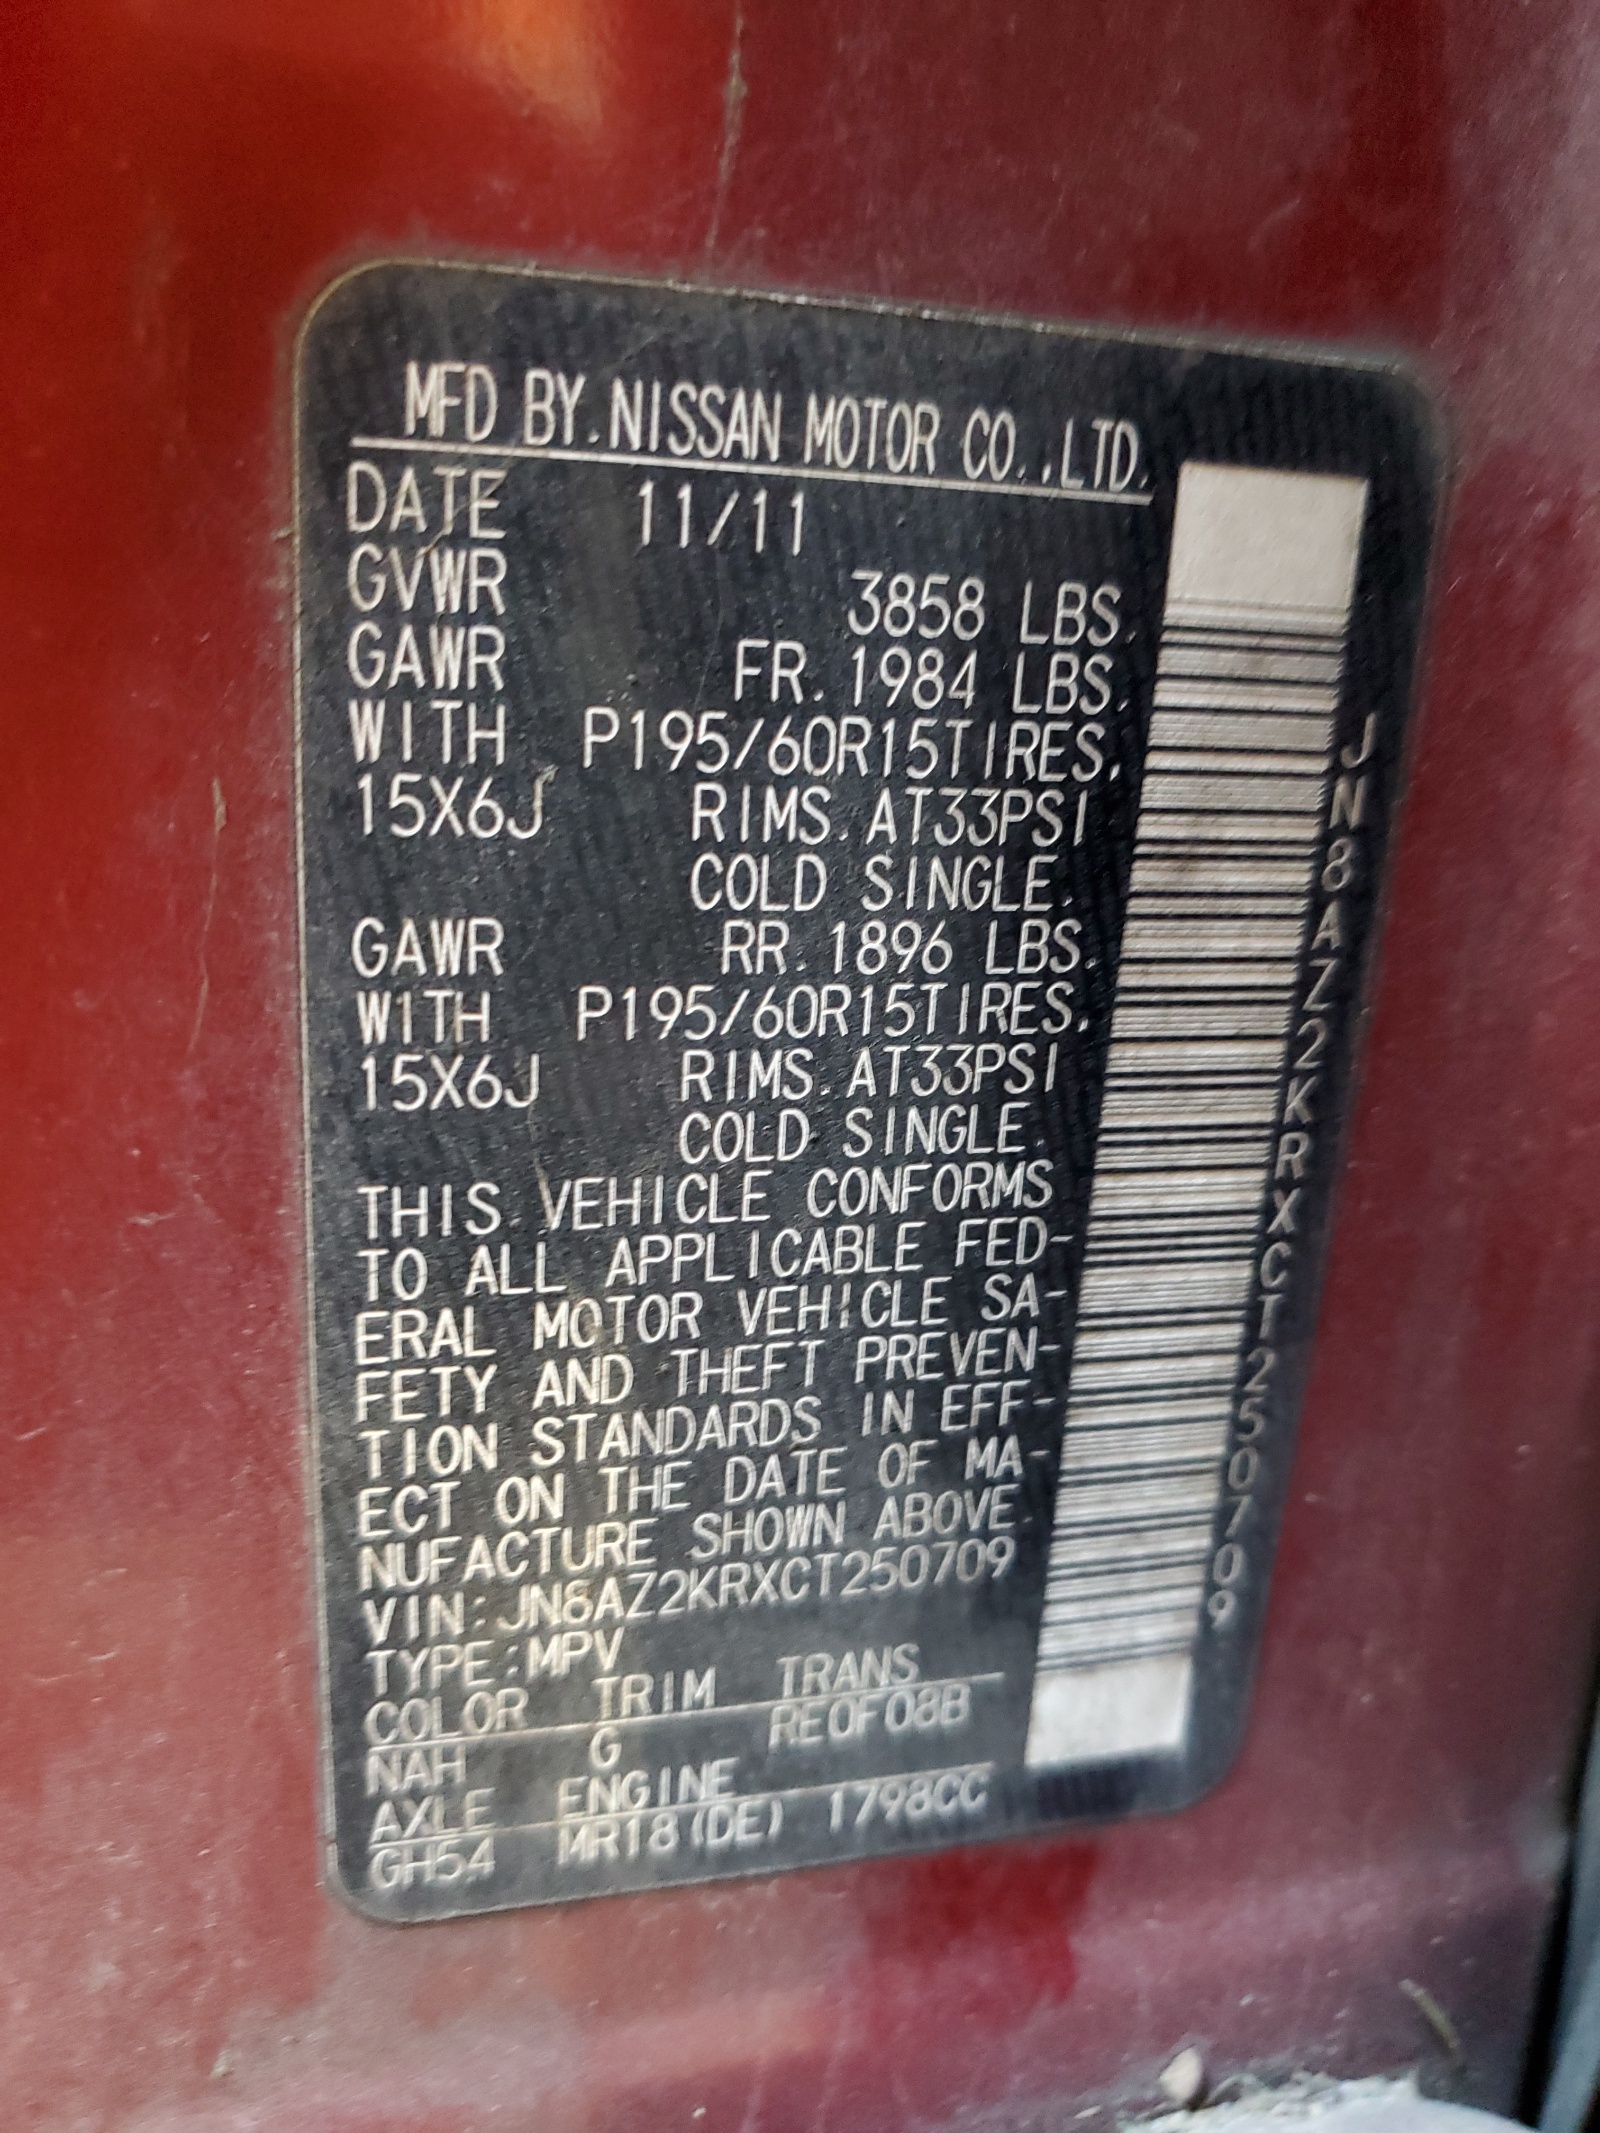 MFD BY.NISSAN MOTOR CO.,LTD.
DATE 11/11
GVWR 3858 LBS.
GAWR FR. 1984 LBS.
WITH P195/60R15TIRES.
15X6J RIMS. AT33PSI
COLD SINGLE.
GAWR RR. 1896 LBS.
WITH P195/60R15TIRES.
15X6J RIMS. AT33PSI
COLD SINGLE.
THIS VEHICLE CONFORMS
TO ALL APPLICABLE FED-
ERAL MOTOR VEHICLE SA-
FETY AND THEFT PREVEN-
TION STANDARDS IN EFF-
ECT ON THE DATE OF MA-
NUFACTURE SHOWN ABOVE.
VIN:JN8AZ2KRXCT250709
TYPE:MPV
COLOR TRIM TRANS
NAH G RE0F08B
AXLE ENGINE
GH54 MR18(DE) 1798CC
JN8AZ2KRXCT250709